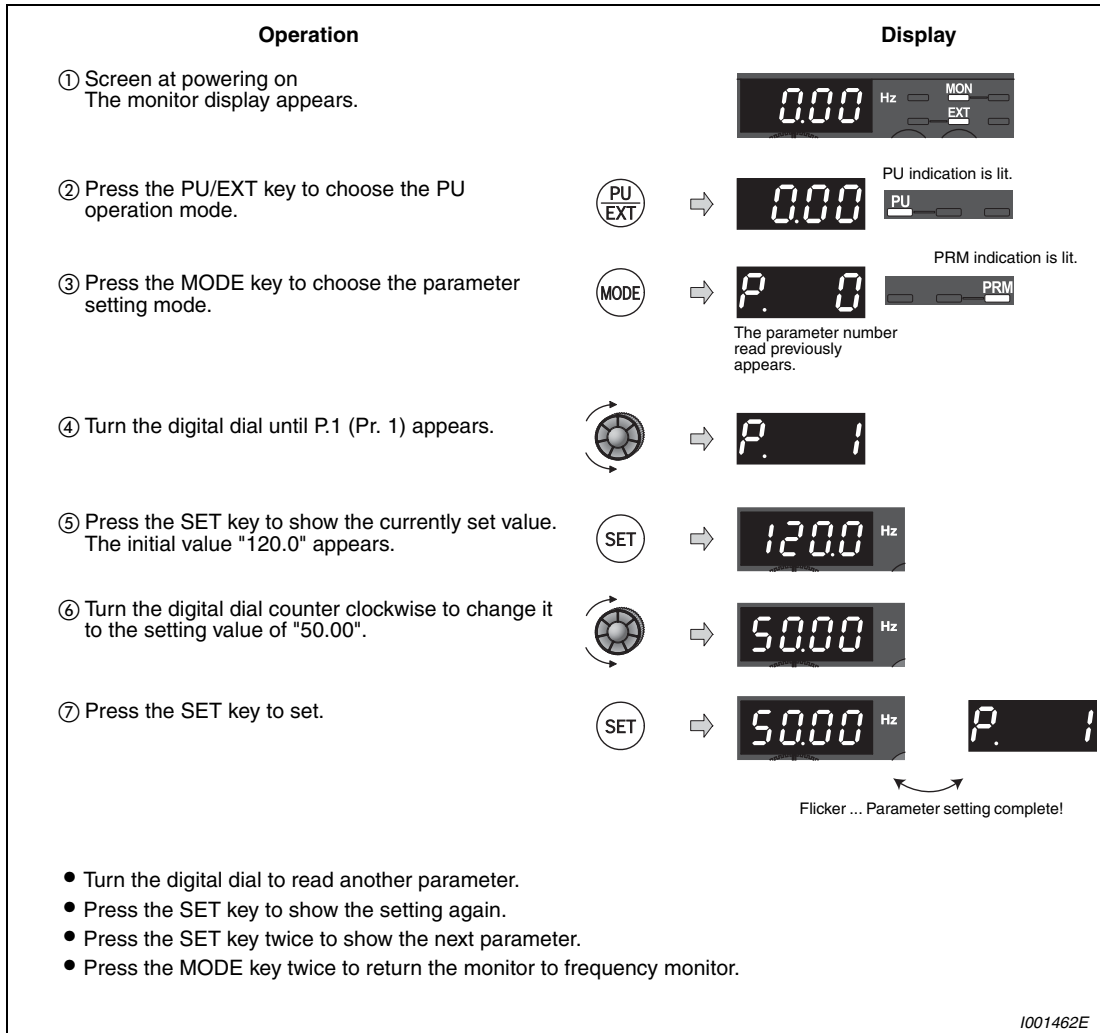 Operation Display
① Screen at powering on
The monitor display appears.
0.00 Hz MON
EXT
② Press the PU/EXT key to choose the PU
operation mode.
PU
EXT
0.00
PU indication is lit.
PU
③ Press the MODE key to choose the parameter
setting mode.
MODE
P. 0
PRM indication is lit.
PRM
The parameter number
read previously
appears.
④ Turn the digital dial until P.1 (Pr. 1) appears.
P. 1
⑤ Press the SET key to show the currently set value.
The initial value "120.0" appears.
SET
120.0 Hz
⑥ Turn the digital dial counter clockwise to change it
to the setting value of "50.00".
50.00 Hz
⑦ Press the SET key to set.
SET
50.00 Hz
P. 1
Flicker ... Parameter setting complete!
● Turn the digital dial to read another parameter.
● Press the SET key to show the setting again.
● Press the SET key twice to show the next parameter.
● Press the MODE key twice to return the monitor to frequency monitor.
I001462E